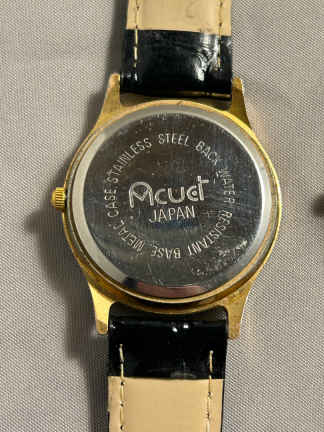 Acuet
JAPAN
STAINLESS STEEL BACK WATER RESISTANT BASE METAL CASE